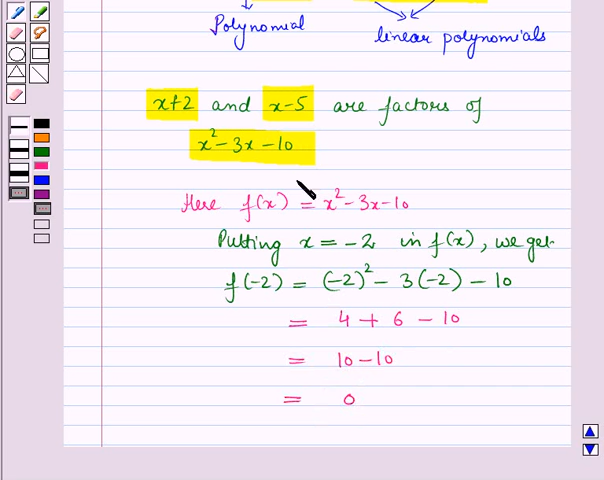 Polynomial
linear polynomials
x+2 and x-5 are factors of
x² - 3x - 10
Here f(x) = x² - 3x - 10
Putting x = -2 in f(x), we get
f(-2) = (-2)² - 3(-2) - 10
= 4 + 6 - 10
= 10 - 10
= 0